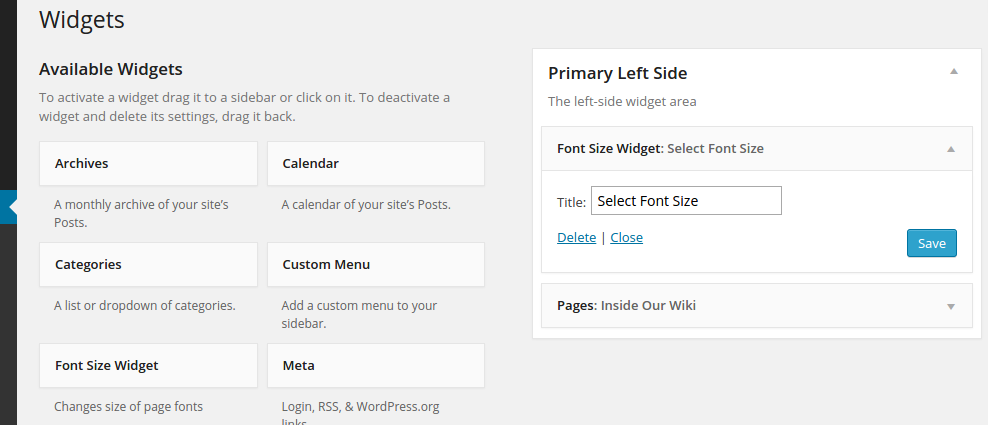 Widgets
Available Widgets
To activate a widget drag it to a sidebar or click on it. To deactivate a
widget and delete its settings, drag it back.
Archives
Calendar
A monthly archive of your site’s
Posts.
A calendar of your site’s Posts.
Categories
Custom Menu
A list or dropdown of categories.
Add a custom menu to your
sidebar.
Font Size Widget
Meta
Changes size of page fonts
Login, RSS, & WordPress.org
links.
Primary Left Side
The left-side widget area
Font Size Widget: Select Font Size
Title: Select Font Size
Delete | Close
Save
Pages: Inside Our Wiki